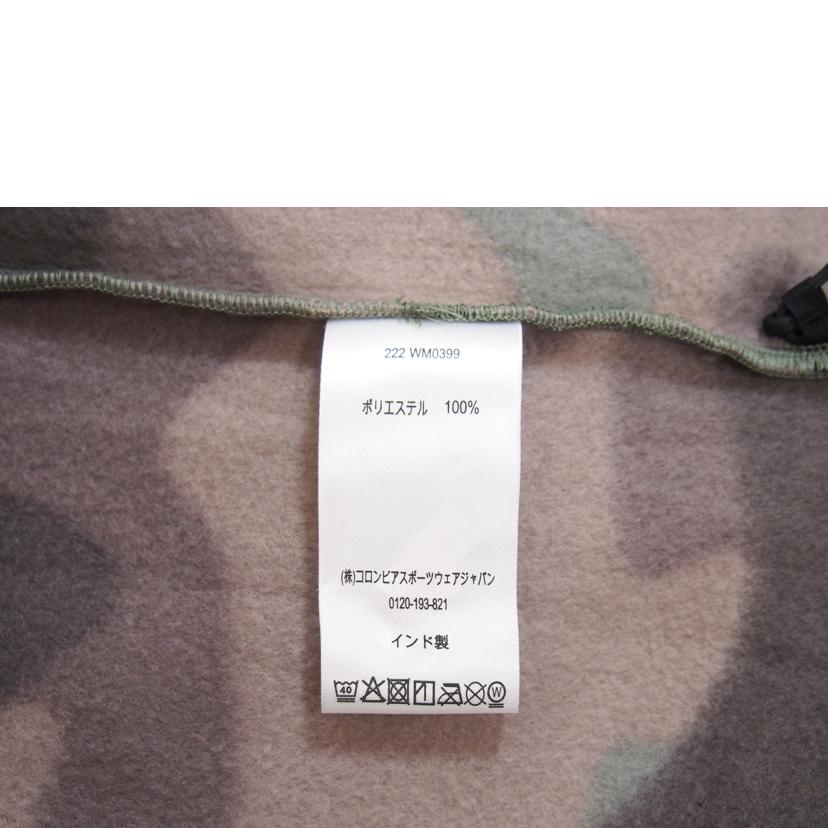 222 WM0399
ポリエステル 100%
(株)コロンビアスポーツウェアジャパン
0120-193-821
インド製
40 W